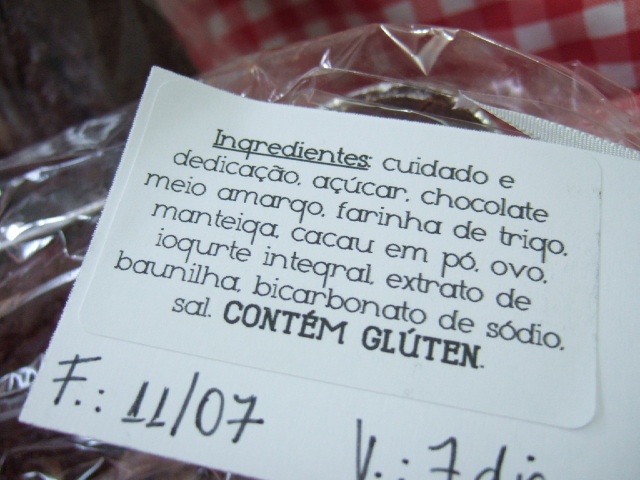 Ingredientes: cuidado e
dedicação, açúcar, chocolate
meio amargo, farinha de trigo,
manteiga, cacau em pó, ovo,
iogurte integral, extrato de
baunilha, bicarbonato de sódio,
sal. CONTÉM GLÚTEN.
F.: 11/07
V.: 7